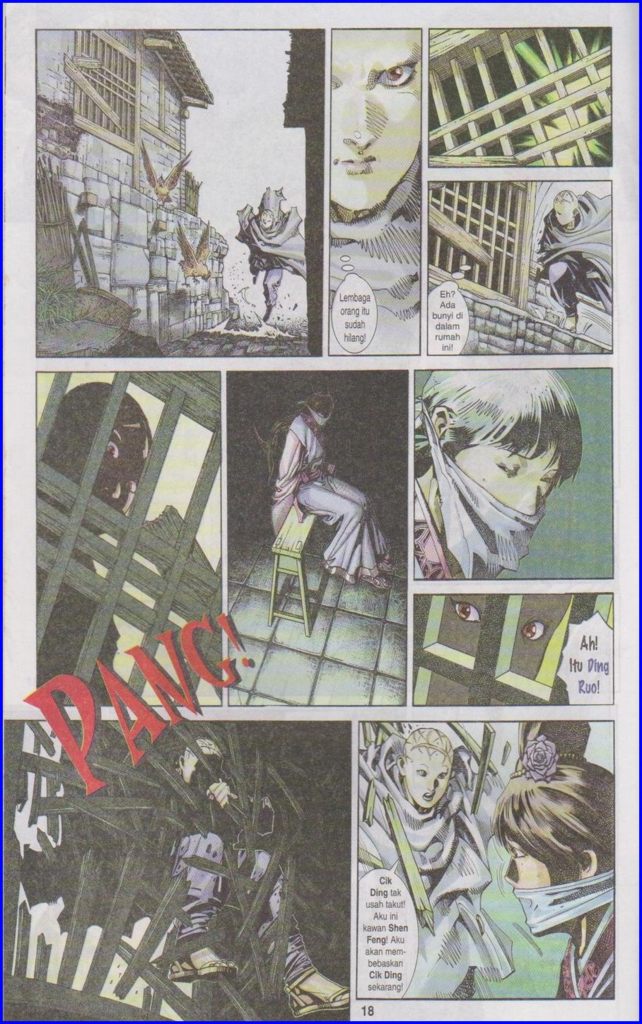 Lembaga
orang itu
sudah
hilang!
Eh?
Ada
bunyi di
dalam
rumah
ini!
Ah!
Itu Ding
Ruo!
PANG!
Cik
Ding tak
usah takut!
Aku ini
kawan Shen
Feng! Aku
akan mem-
bebaskan
Cik Ding
sekarang!
18